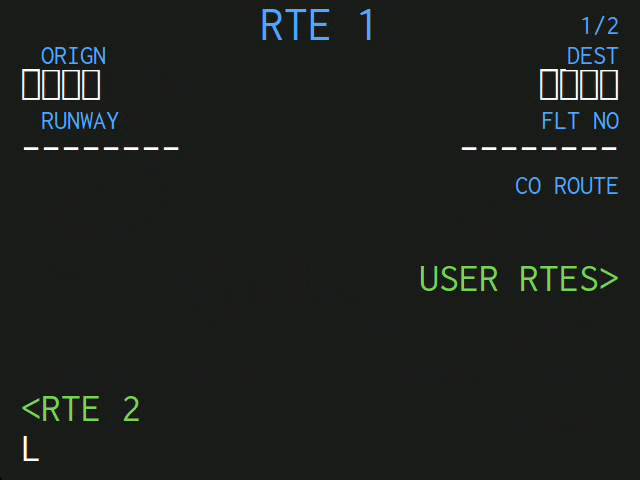 RTE 1
1/2
ORIGN DEST
□□□□ □□□□
RUNWAY FLT NO
-------- --------
CO ROUTE
USER RTES>
<RTE 2
L